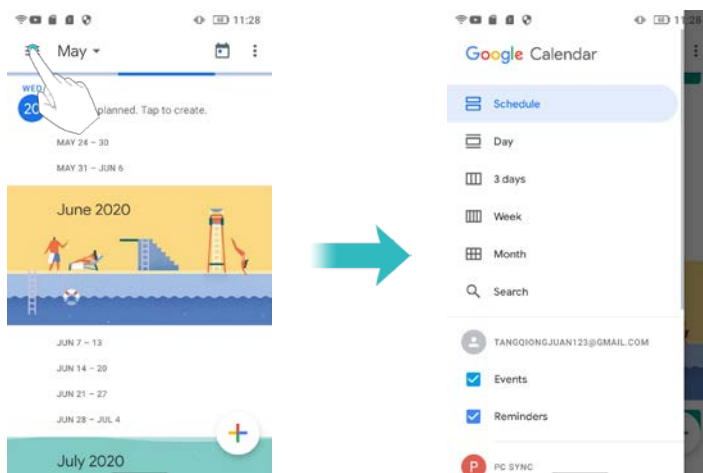 11:28
May
WED
20
planned. Tap to create.
MAY 24 – 30
MAY 31 – JUN 6
June 2020
JUN 7 – 13
JUN 14 – 20
JUN 21 – 27
JUN 28 – JUL 4
July 2020
11:28
Google Calendar
Schedule
Day
3 days
Week
Month
Search
TANGQIONGJUAN123@GMAIL.COM
Events
Reminders
P PC SYNC